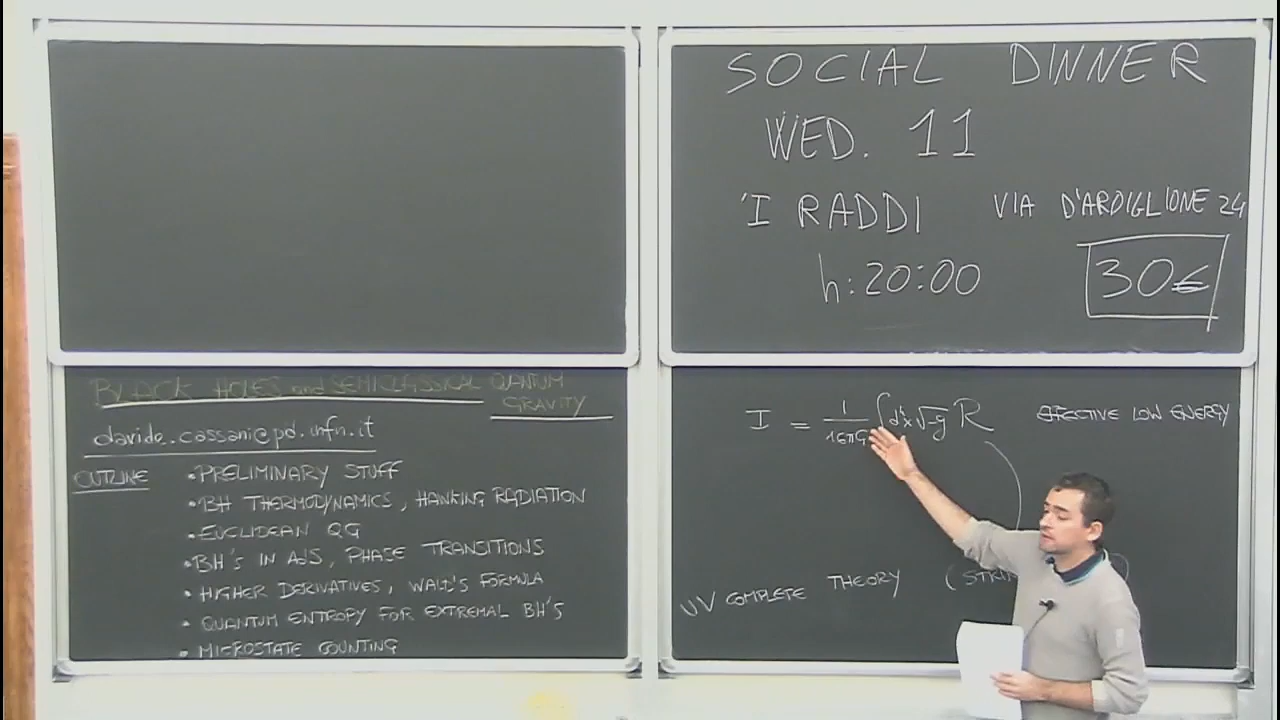 SOCIAL DINNER
WED. 11
'I RADDI VIA D'ARDIGLIONE 24
h:20:00 30€
BLACK HOLES and SEMICLASSICAL QUANTUM
GRAVITY
davide.cassani@pd.infn.it
OUTLINE • PRELIMINARY STUFF
• BH THERMODYNAMICS, HAWKING RADIATION
• EUCLIDEAN QG
• BH'S IN AdS, PHASE TRANSITIONS
• HIGHER DERIVATIVES, WALD'S FORMULA
• QUANTUM ENTROPY FOR EXTREMAL BH'S
• MICROSTATE COUNTING
I = 1/16πG ∫d⁴x√-g R EFFECTIVE LOW ENERGY
UV COMPLETE THEORY